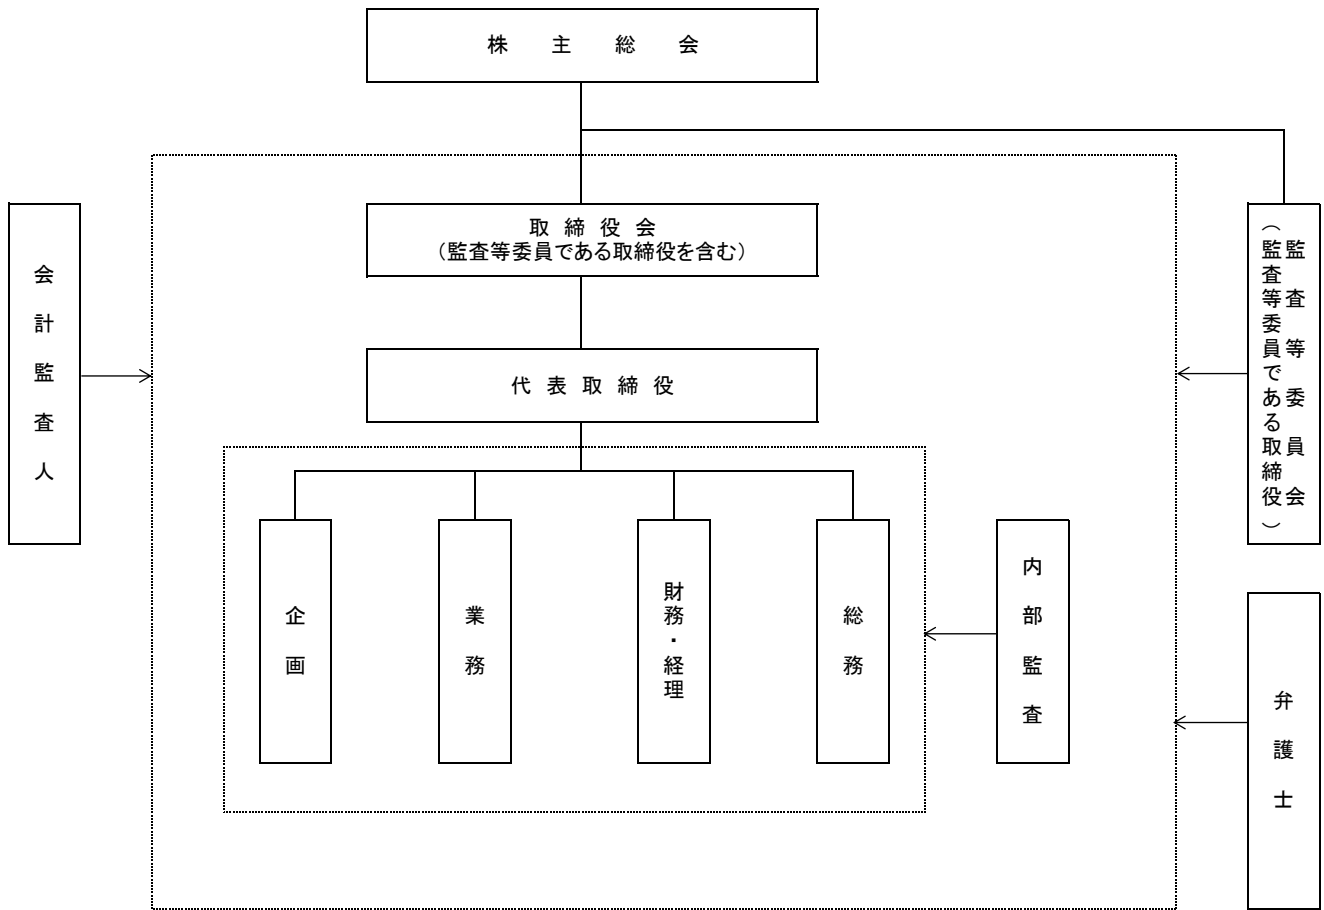 株主総会
取締役会
（監査等委員である取締役を含む）
代表取締役
会計監査人
監査等委員会
（監査等委員である取締役）
企画
業務
財務・経理
総務
内部監査
弁護士